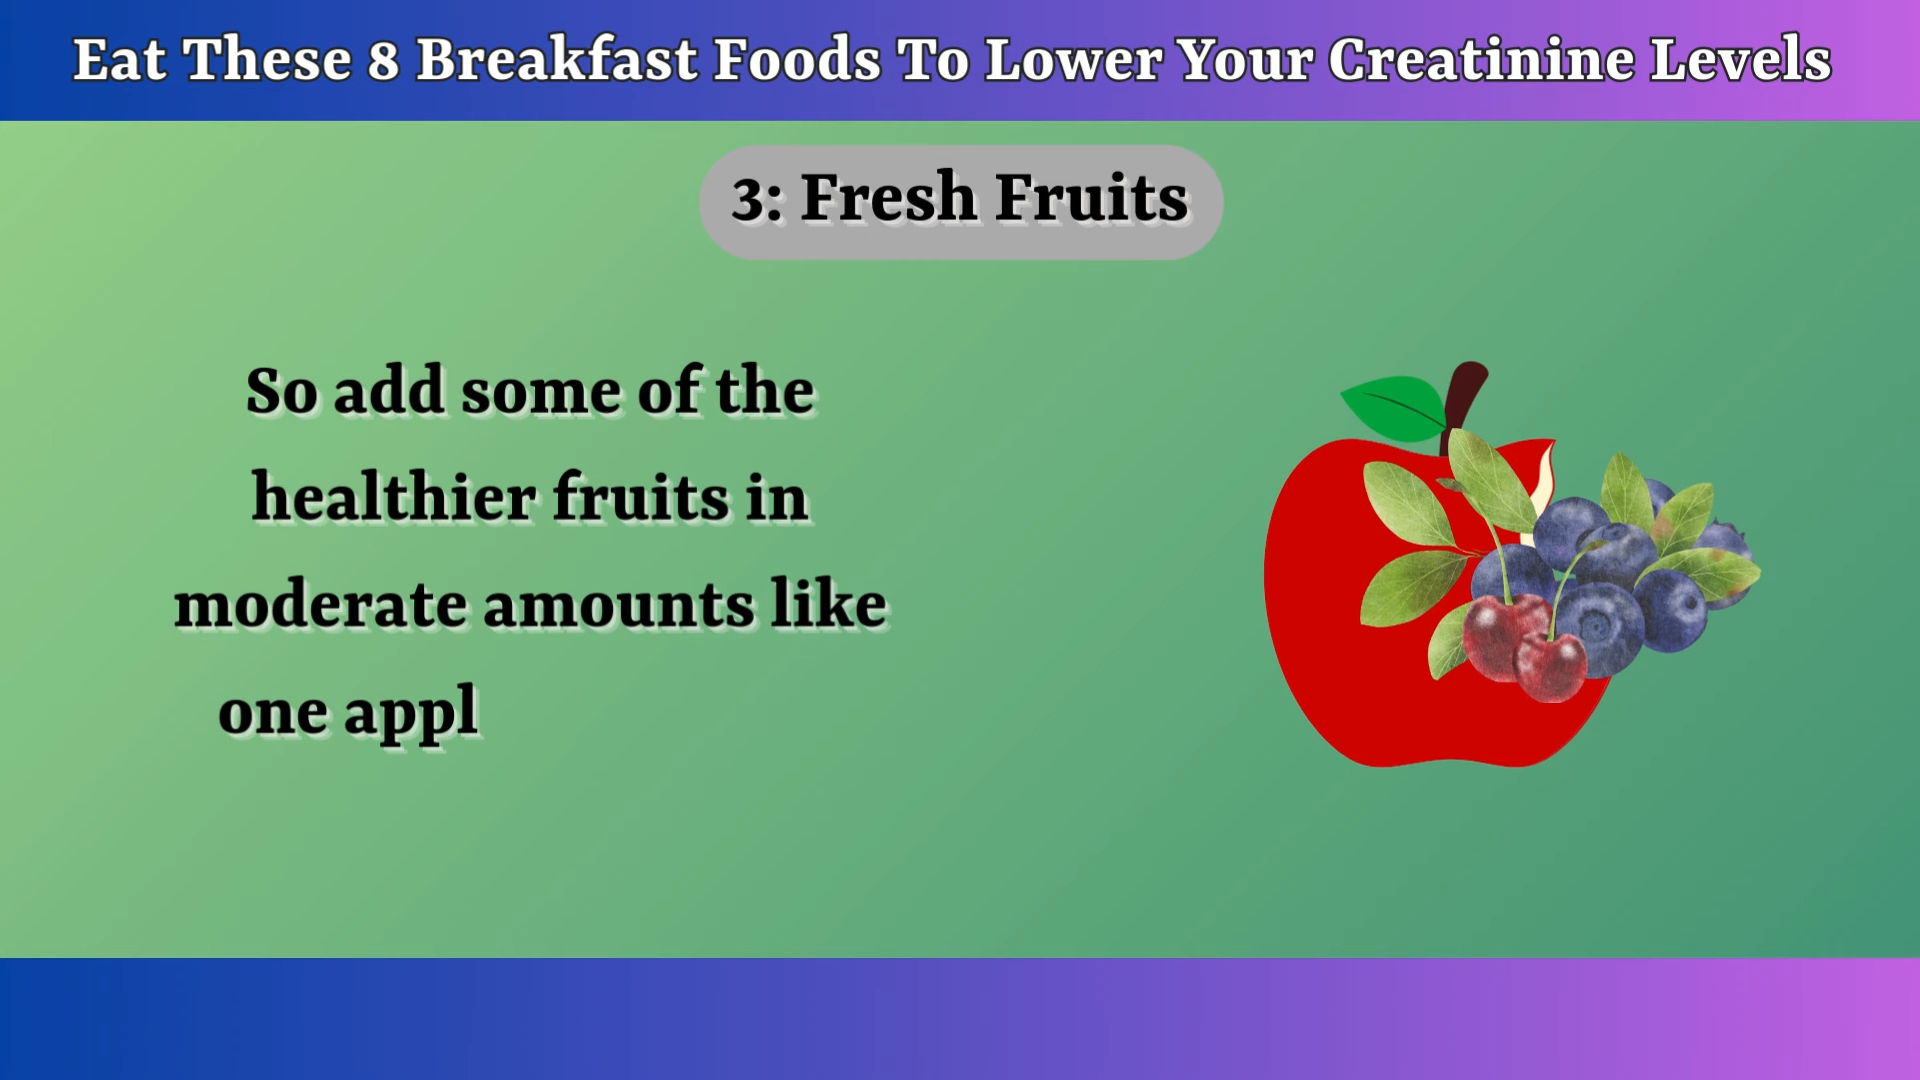 Eat These 8 Breakfast Foods To Lower Your Creatinine Levels
3: Fresh Fruits
So add some of the
healthier fruits in
moderate amounts like
one appl